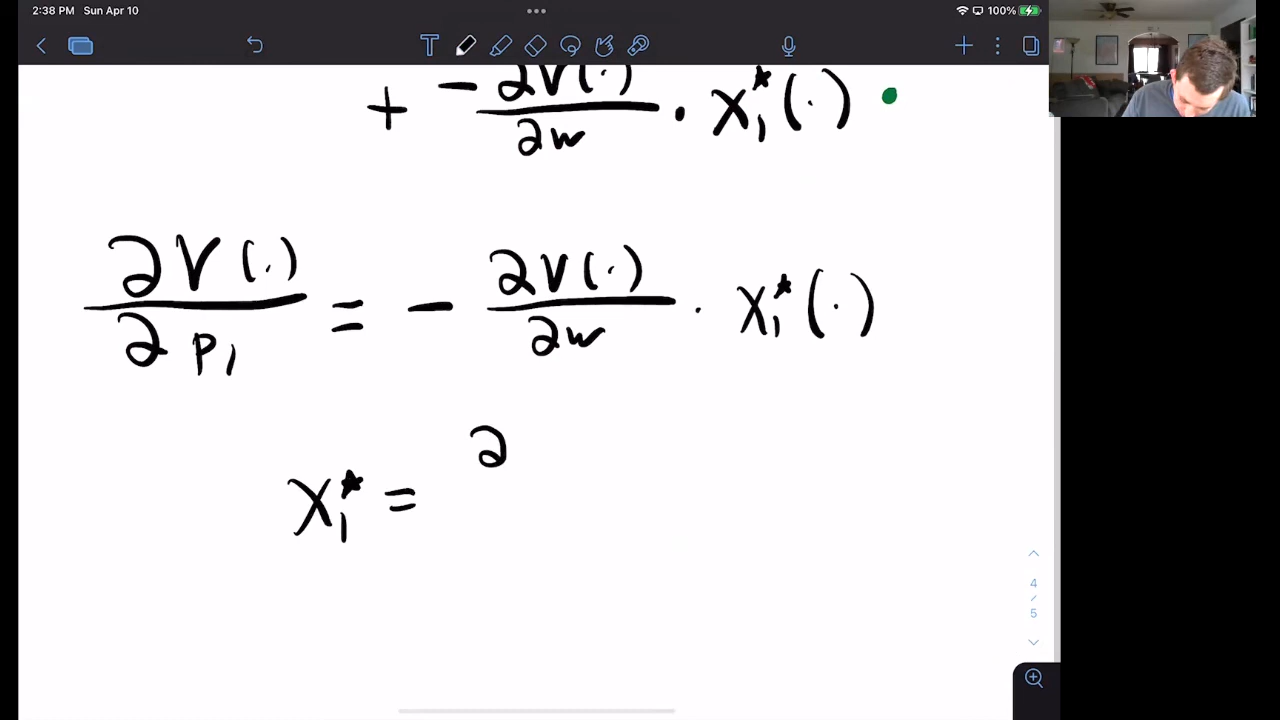 2:38 PM Sun Apr 10
100%
T
+ -∂V(·)/∂w · x₁*(·)
∂V(·)/∂p₁ = - ∂V(·)/∂w · x₁*(·)
x₁* = ∂
4
/
5